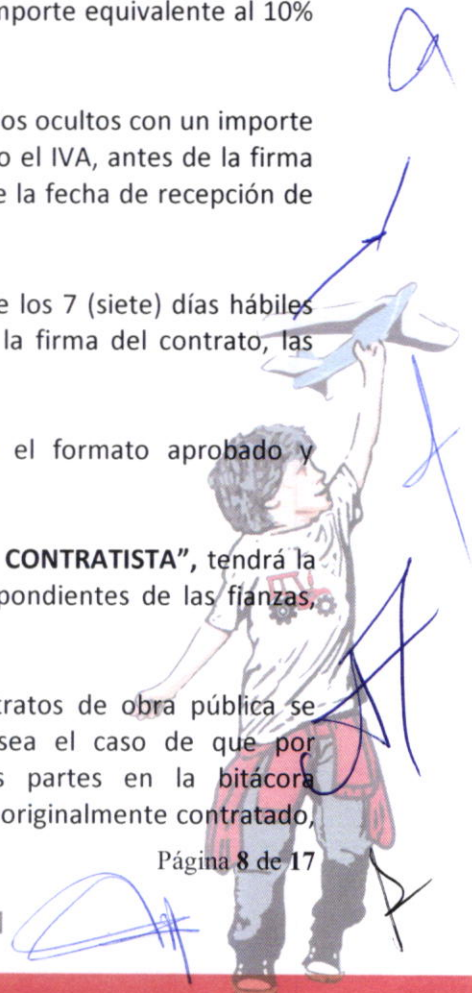 importe equivalente al 10%
os ocultos con un importe
o el IVA, antes de la firma
e la fecha de recepción de
e los 7 (siete) días hábiles
la firma del contrato, las
el formato aprobado y
CONTRATISTA”, tendrá la
pondientes de las fianzas,
tratos de obra pública se
sea el caso de que por
s partes en la bitácora
originalmente contratado,
Página 8 de 17